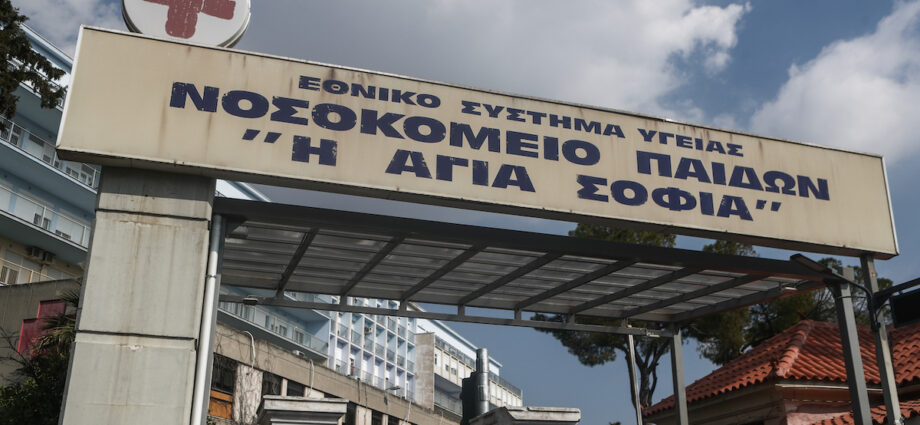 ΕΘΝΙΚΟ ΣΥΣΤΗΜΑ ΥΓΕΙΑΣ
ΝΟΣΟΚΟΜΕΙΟ ΠΑΙΔΩΝ
"Η ΑΓΙΑ ΣΟΦΙΑ"